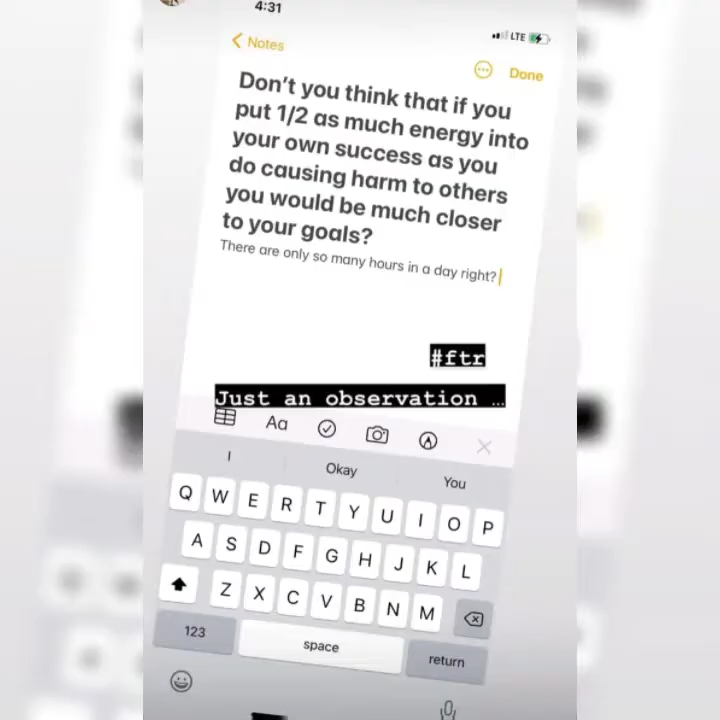 4:31
LTE
Notes
Done
Don't you think that if you
put 1/2 as much energy into
your own success as you
do causing harm to others
you would be much closer
to your goals?
There are only so many hours in a day right?
#ftr
Just an observation …
Aa
I
Okay
You
Q W E R T Y U I O P
A S D F G H J K L
Z X C V B N M
123
space
return